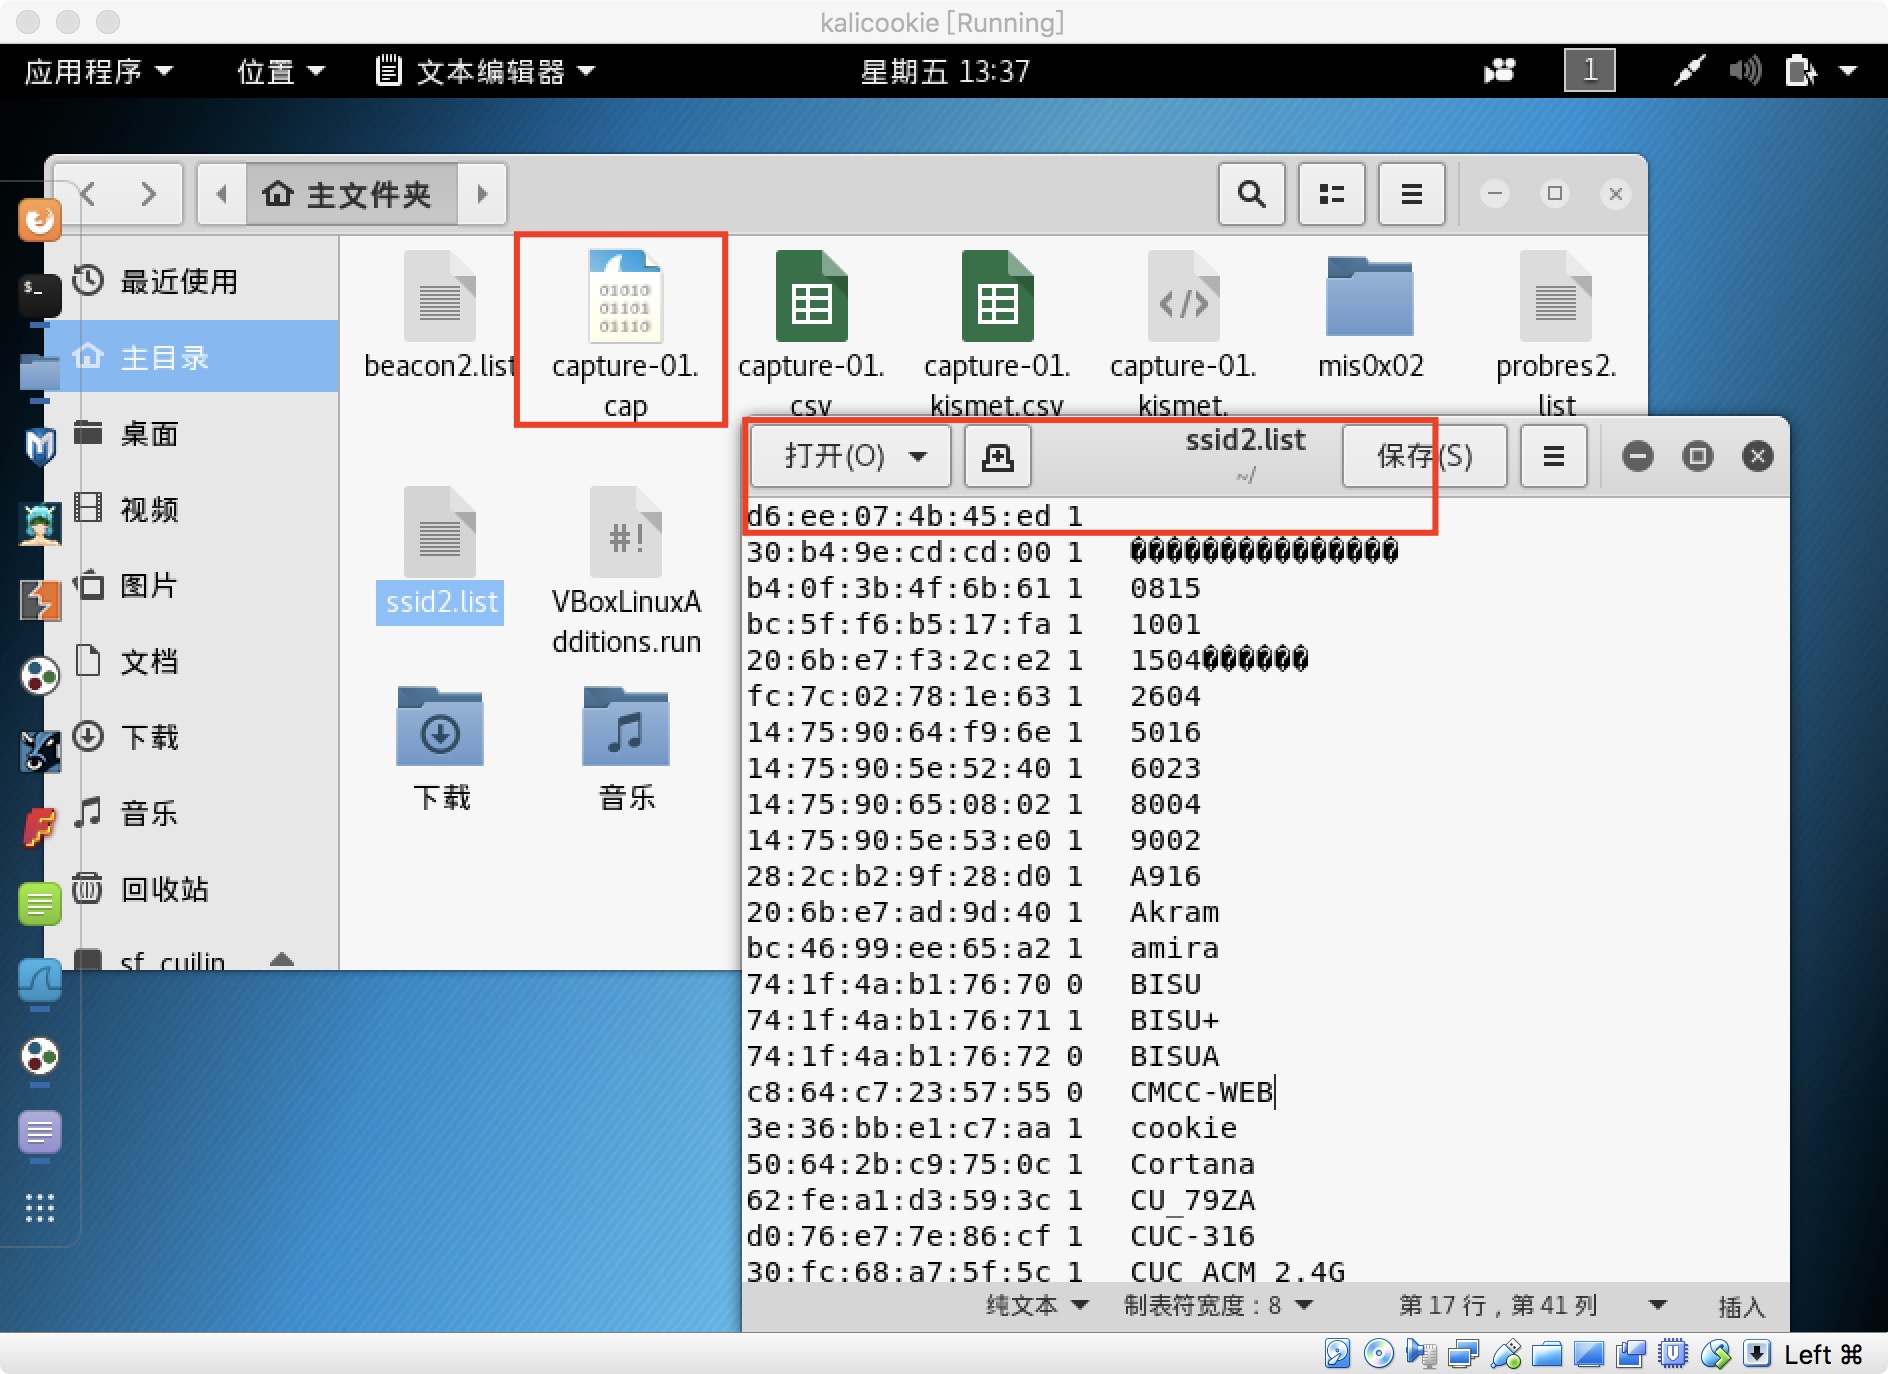 kalicookie [Running]
应用程序 位置 文本编辑器 星期五 13:37 1
主文件夹
最近使用
主目录
桌面
视频
图片
文档
下载
音乐
回收站
sf_cuilin
beacon2.list
capture-01.
cap
capture-01.
csv
capture-01.
kismet.csv
capture-01.
kismet.
mis0x02
probres2.
list
ssid2.list
VBoxLinuxA
dditions.run
下载
音乐
打开(O) ssid2.list 保存(S)
~/
d6:ee:07:4b:45:ed 1
30:b4:9e:cd:cd:00 1 ���������������
b4:0f:3b:4f:6b:61 1 0815
bc:5f:f6:b5:17:fa 1 1001
20:6b:e7:f3:2c:e2 1 1504������
fc:7c:02:78:1e:63 1 2604
14:75:90:64:f9:6e 1 5016
14:75:90:5e:52:40 1 6023
14:75:90:65:08:02 1 8004
14:75:90:5e:53:e0 1 9002
28:2c:b2:9f:28:d0 1 A916
20:6b:e7:ad:9d:40 1 Akram
bc:46:99:ee:65:a2 1 amira
74:1f:4a:b1:76:70 0 BISU
74:1f:4a:b1:76:71 1 BISU+
74:1f:4a:b1:76:72 0 BISUA
c8:64:c7:23:57:55 0 CMCC-WEB
3e:36:bb:e1:c7:aa 1 cookie
50:64:2b:c9:75:0c 1 Cortana
62:fe:a1:d3:59:3c 1 CU_79ZA
d0:76:e7:7e:86:cf 1 CUC-316
30:fc:68:a7:5f:5c 1 CUC_ACM_2.4G
纯文本 制表符宽度：8 第 17 行，第 41 列 插入
Left ⌘